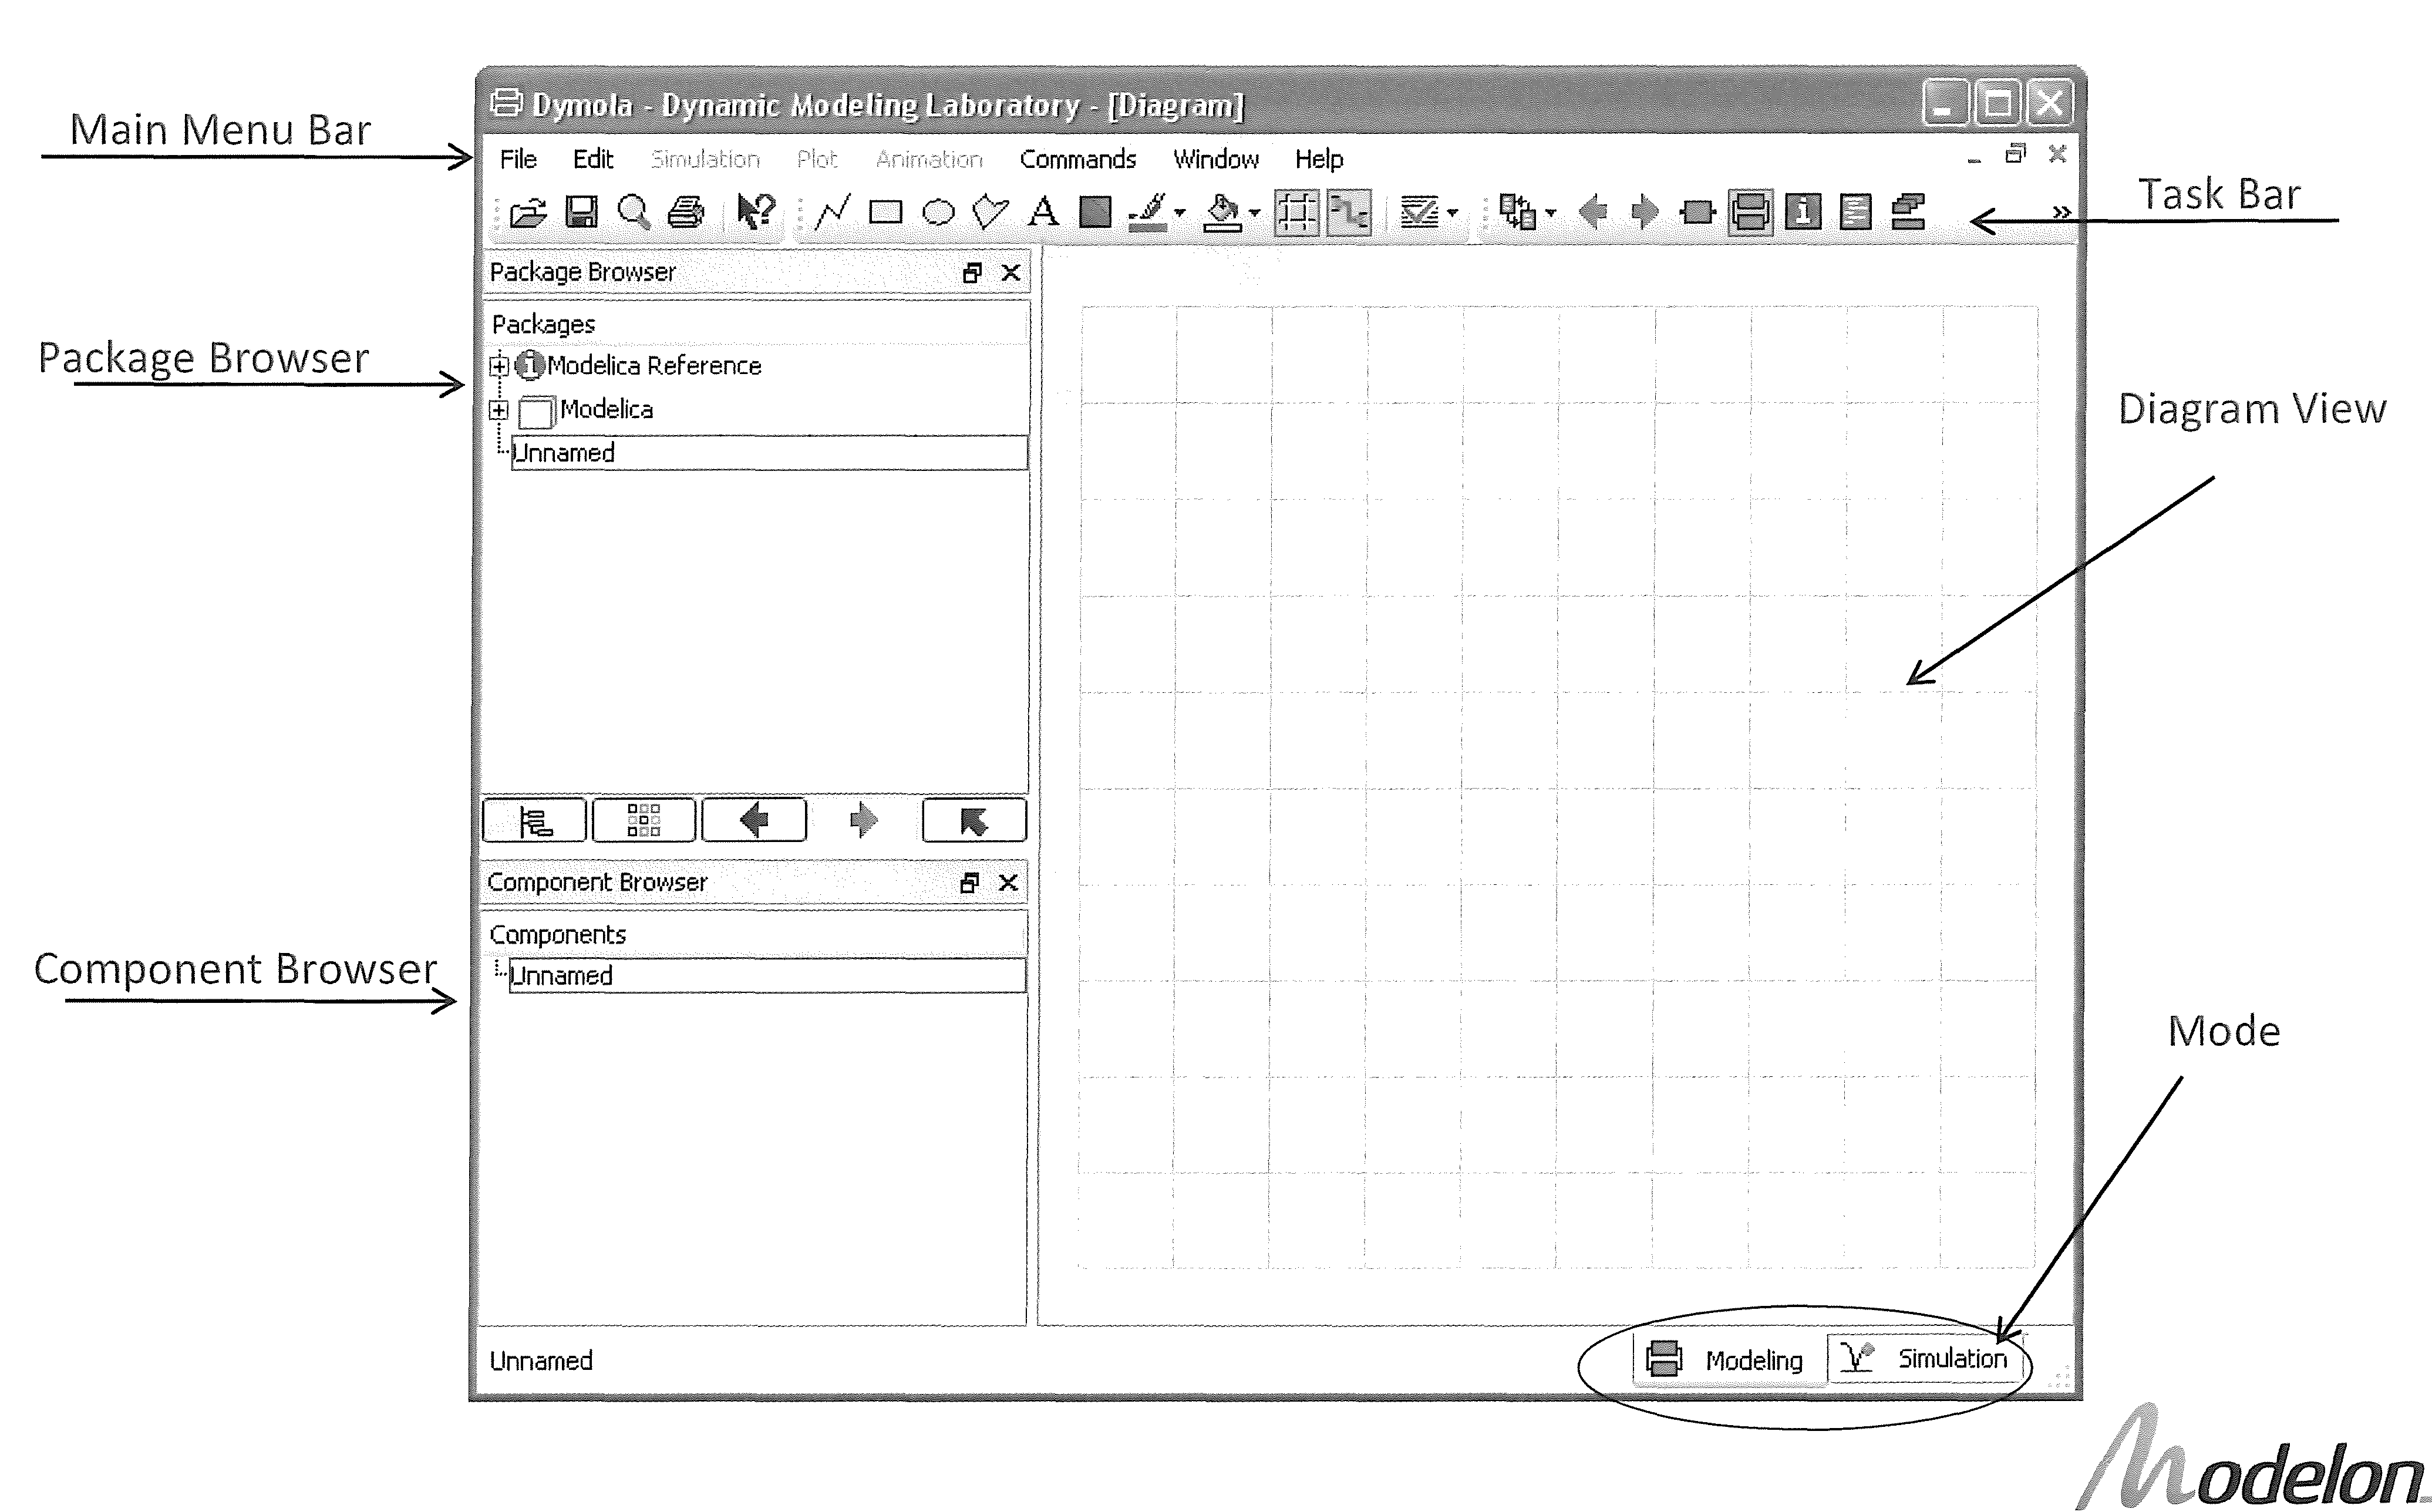 Dymola - Dynamic Modeling Laboratory - [Diagram]
Main Menu Bar
File Edit Simulation Plot Animation Commands Window Help
Task Bar
Package Browser
Packages
Package Browser
Modelica Reference
Modelica
Unnamed
Diagram View
Component Browser
Components
Component Browser
Unnamed
Mode
Unnamed
Modeling Simulation
Modelon